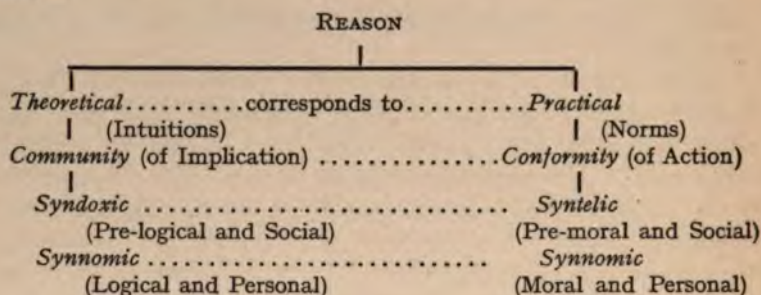 REASON
Theoretical..........corresponds to..........Practical
(Intuitions) (Norms)
Community (of Implication) ................Conformity (of Action)
Syndoxic ................................ Syntelic
(Pre-logical and Social) (Pre-moral and Social)
Synnomic .............................. Synnomic
(Logical and Personal) (Moral and Personal)